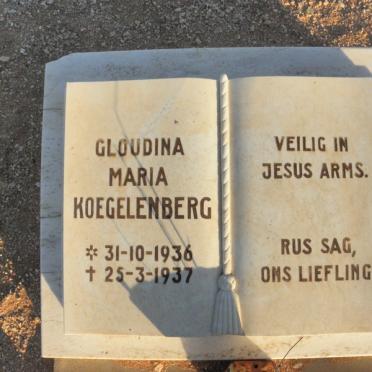 GLOUDINA
MARIA
KOEGELENBERG
* 31-10-1936
† 25-3-1937
VEILIG IN
JESUS ARMS.
RUS SAG,
ONS LIEFLING